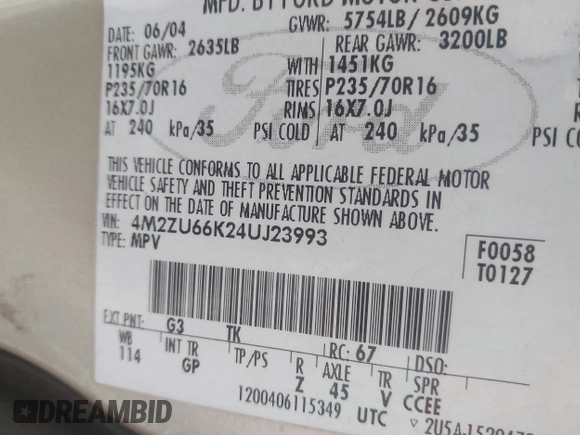 MFD. BY FORD MOTOR
DATE: 06/04 GVWR: 5754LB/ 2609KG
FRONT GAWR: 2635LB REAR GAWR: 3200LB
1195KG WITH 1451KG
P235/70R16 TIRES P235/70R16
16X7.0J RIMS 16X7.0J
AT 240 kPa/35 PSI COLD AT 240 kPa/35 PSI COLD
Ford
THIS VEHICLE CONFORMS TO ALL APPLICABLE FEDERAL MOTOR
VEHICLE SAFETY AND THEFT PREVENTION STANDARDS IN
EFFECT ON THE DATE OF MANUFACTURE SHOWN ABOVE.
VIN: 4M2ZU66K24UJ23993
TYPE: MPV
F0058
T0127
EXT PNT: G3 TK RC: 67 DSO:
WB INT TR TP/PS R AXLE TR SPR
114 GP Z 45 V CCEE
1200406115349 UTC
DREAMBID